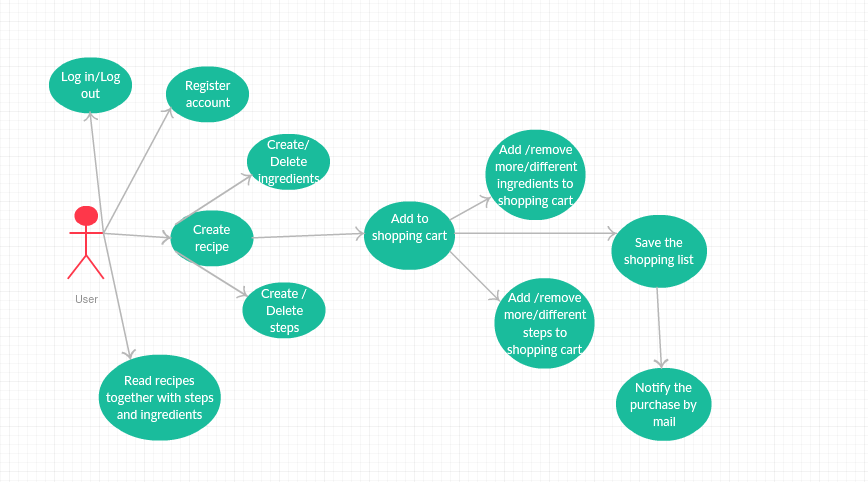 Log in/Log
out
Register
account
Create/
Delete
ingredients
Create
recipe
Create /
Delete
steps
User
Read recipes
together with steps
and ingredients
Add to
shopping cart
Add /remove
more/different
ingredients to
shopping cart
Add /remove
more/different
steps to
shopping cart
Save the
shopping list
Notify the
purchase by
mail